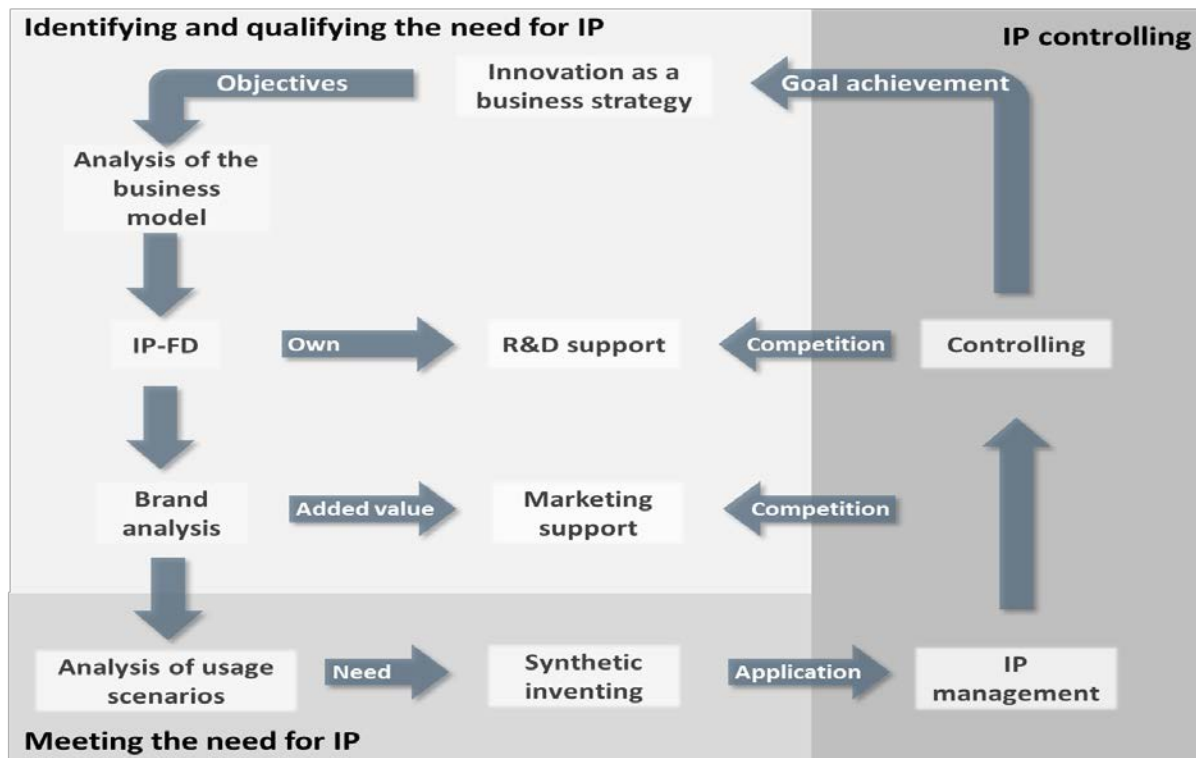 Identifying and qualifying the need for IP
IP controlling
Objectives
Innovation as a
business strategy
Goal achievement
Analysis of the
business
model
IP-FD
Own
R&D support
Competition
Controlling
Brand
analysis
Added value
Marketing
support
Competition
Analysis of usage
scenarios
Need
Synthetic
inventing
Application
IP
management
Meeting the need for IP